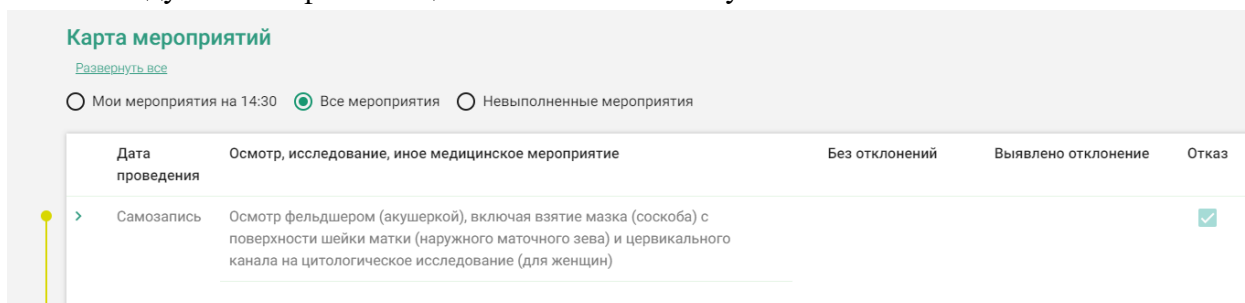 Карта мероприятий
Развернуть все
Мои мероприятия на 14:30 Все мероприятия Невыполненные мероприятия
Дата Осмотр, исследование, иное медицинское мероприятие Без отклонений Выявлено отклонение Отказ
проведения
Самозапись Осмотр фельдшером (акушеркой), включая взятие мазка (соскоба) с
поверхности шейки матки (наружного маточного зева) и цервикального
канала на цитологическое исследование (для женщин)